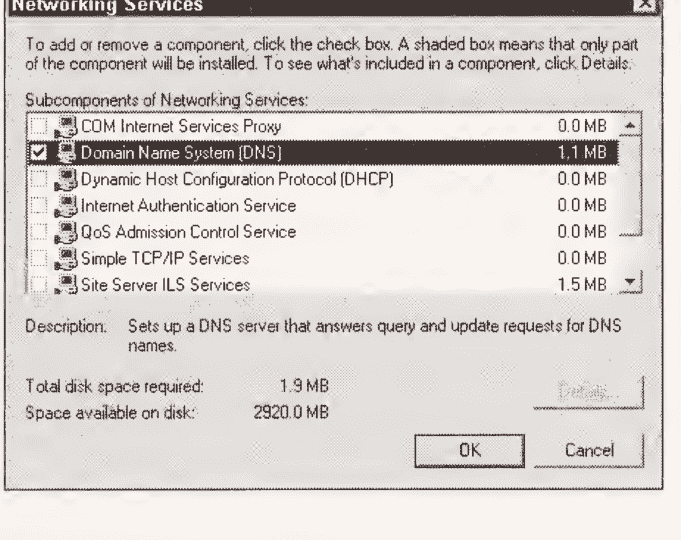 Networking Services
To add or remove a component, click the check box. A shaded box means that only part
of the component will be installed. To see what's included in a component, click Details.
Subcomponents of Networking Services:
COM Internet Services Proxy 0.0 MB
Domain Name System (DNS) 1.1 MB
Dynamic Host Configuration Protocol (DHCP) 0.0 MB
Internet Authentication Service 0.0 MB
QoS Admission Control Service 0.0 MB
Simple TCP/IP Services 0.0 MB
Site Server ILS Services 1.5 MB
Description: Sets up a DNS server that answers query and update requests for DNS
names.
Total disk space required: 1.9 MB
Details...
Space available on disk: 2920.0 MB
OK Cancel